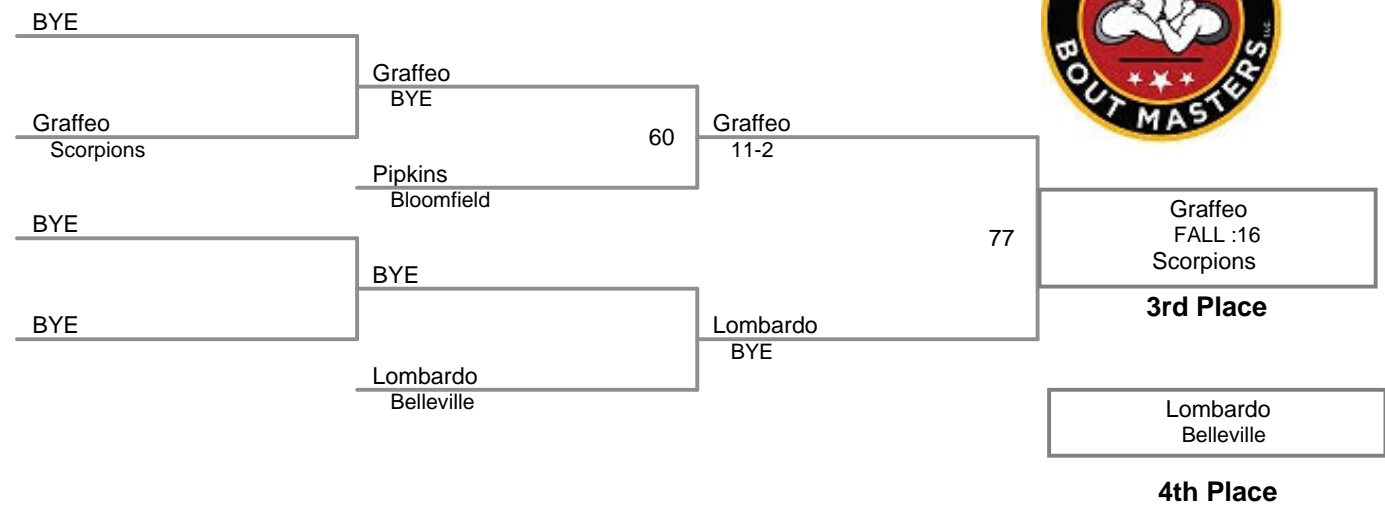 BYE
Graffeo
BYE
Graffeo
Scorpions
60
Graffeo
11-2
Pipkins
Bloomfield
BYE
77
Graffeo
FALL :16
Scorpions
3rd Place
BYE
BYE
Lombardo
BYE
Lombardo
Belleville
Lombardo
Belleville
4th Place
BOUT MASTERS